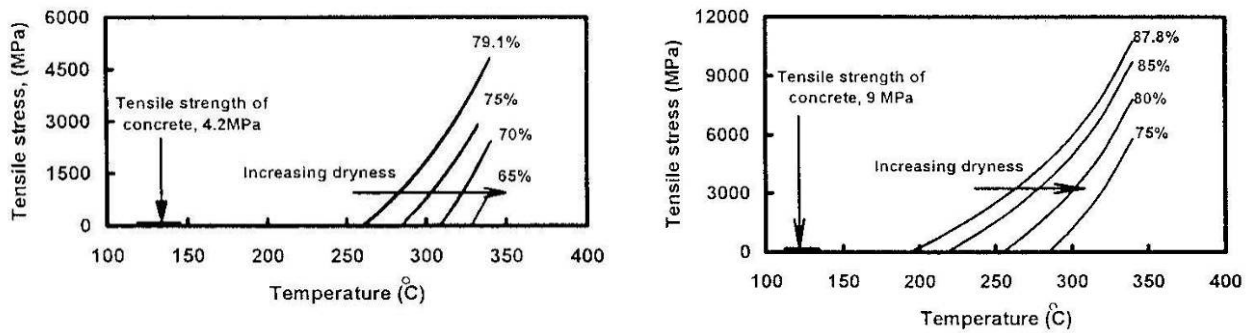 Tensile stress, (MPa)
6000
4500
3000
1500
0
79.1%
75%
70%
65%
Tensile strength of
concrete, 4.2MPa
Increasing dryness
100 150 200 250 300 350 400
Temperature (°C)
Tensile stress (MPa)
12000
9000
6000
3000
0
87.8%
85%
80%
75%
Tensile strength of
concrete, 9 MPa
Increasing dryness
100 150 200 250 300 350 400
Temperature (°C)